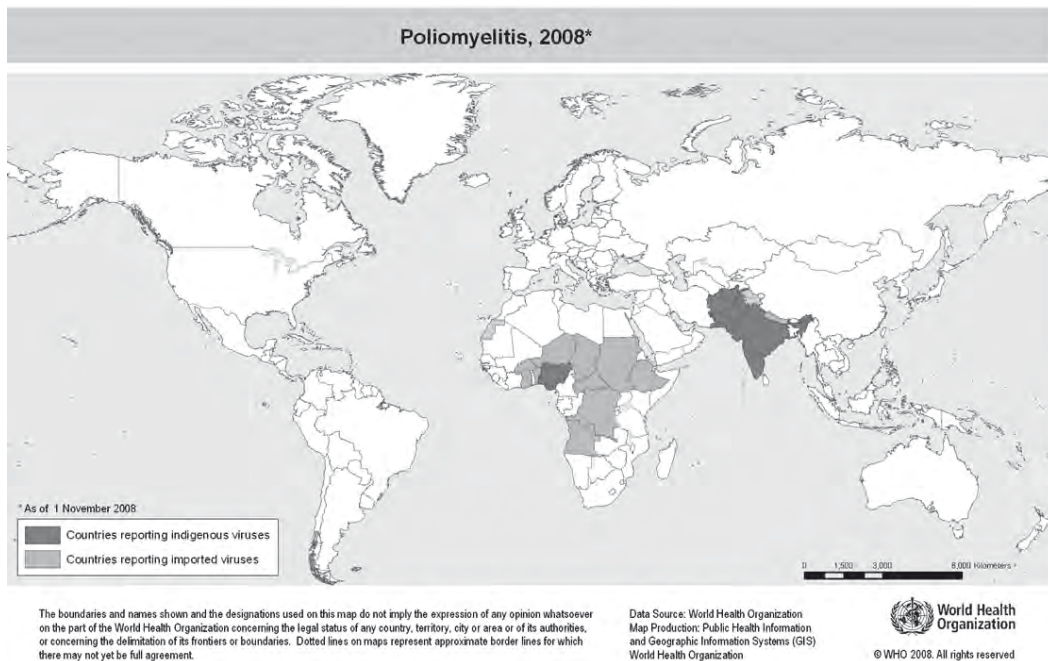 Poliomyelitis, 2008*
* As of 1 November 2008
Countries reporting indigenous viruses
Countries reporting imported viruses
0 1,500 3,000 6,000 Kilometers
The boundaries and names shown and the designations used on this map do not imply the expression of any opinion whatsoever
on the part of the World Health Organization concerning the legal status of any country, territory, city or area or of its authorities,
or concerning the delimitation of its frontiers or boundaries. Dotted lines on maps represent approximate border lines for which
there may not yet be full agreement.
Data Source: World Health Organization
Map Production: Public Health Information
and Geographic Information Systems (GIS)
World Health Organization
World Health
Organization
© WHO 2008. All rights reserved